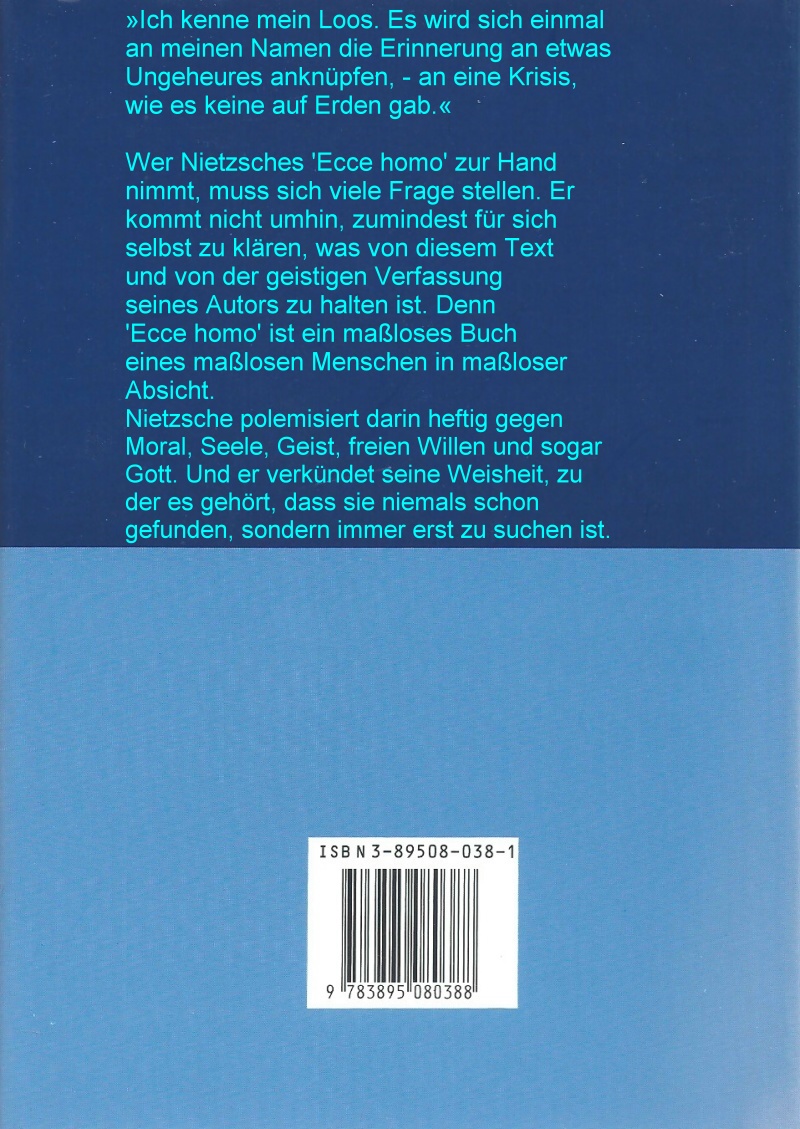 »Ich kenne mein Loos. Es wird sich einmal
an meinen Namen die Erinnerung an etwas
Ungeheures anknüpfen, - an eine Krisis,
wie es keine auf Erden gab.«
Wer Nietzsches 'Ecce homo' zur Hand
nimmt, muss sich viele Frage stellen. Er
kommt nicht umhin, zumindest für sich
selbst zu klären, was von diesem Text
und von der geistigen Verfassung
seines Autors zu halten ist. Denn
'Ecce homo' ist ein maßloses Buch
eines maßlosen Menschen in maßloser
Absicht.
Nietzsche polemisiert darin heftig gegen
Moral, Seele, Geist, freien Willen und sogar
Gott. Und er verkündet seine Weisheit, zu
der es gehört, dass sie niemals schon
gefunden, sondern immer erst zu suchen ist.
ISBN 3-89508-038-1
9 783895 080388